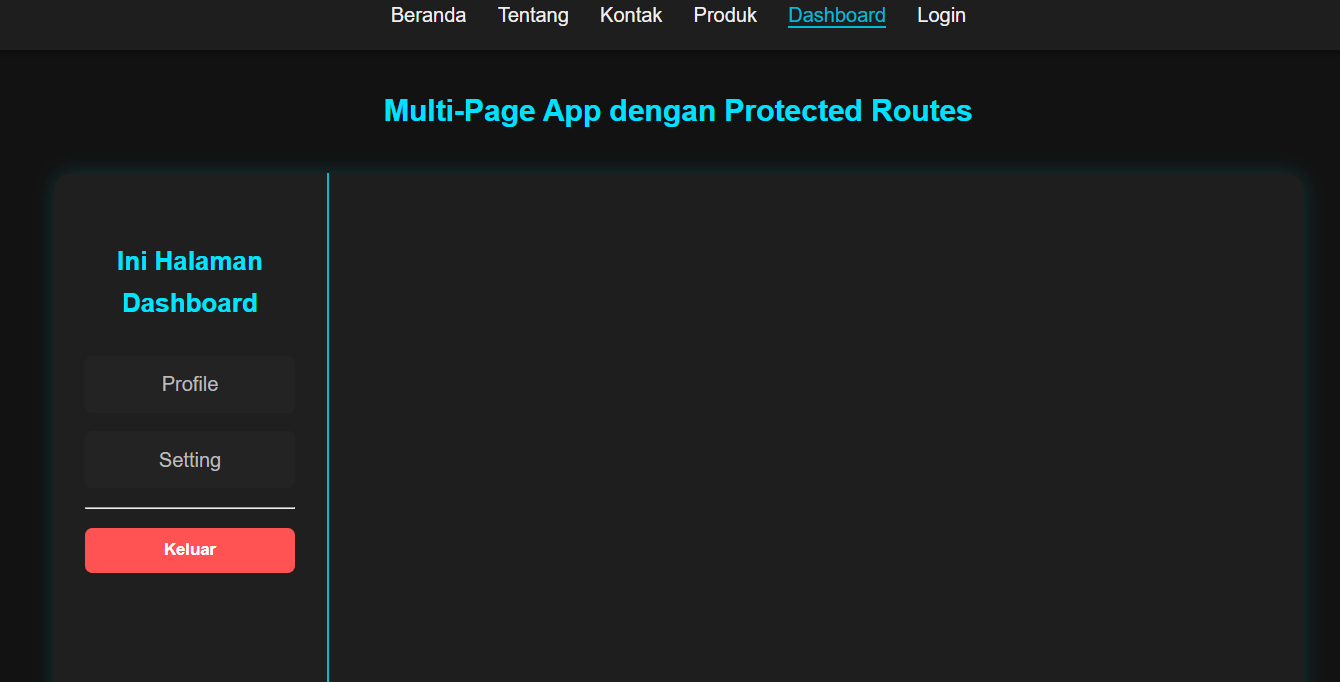 Beranda Tentang Kontak Produk Dashboard Login
Multi-Page App dengan Protected Routes
Ini Halaman
Dashboard
Profile
Setting
Keluar